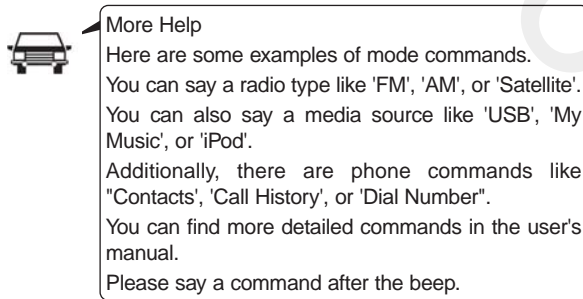 More Help
Here are some examples of mode commands.
You can say a radio type like 'FM', 'AM', or 'Satellite'.
You can also say a media source like 'USB', 'My
Music', or 'iPod'.
Additionally, there are phone commands like
"Contacts', 'Call History', or 'Dial Number".
You can find more detailed commands in the user's
manual.
Please say a command after the beep.